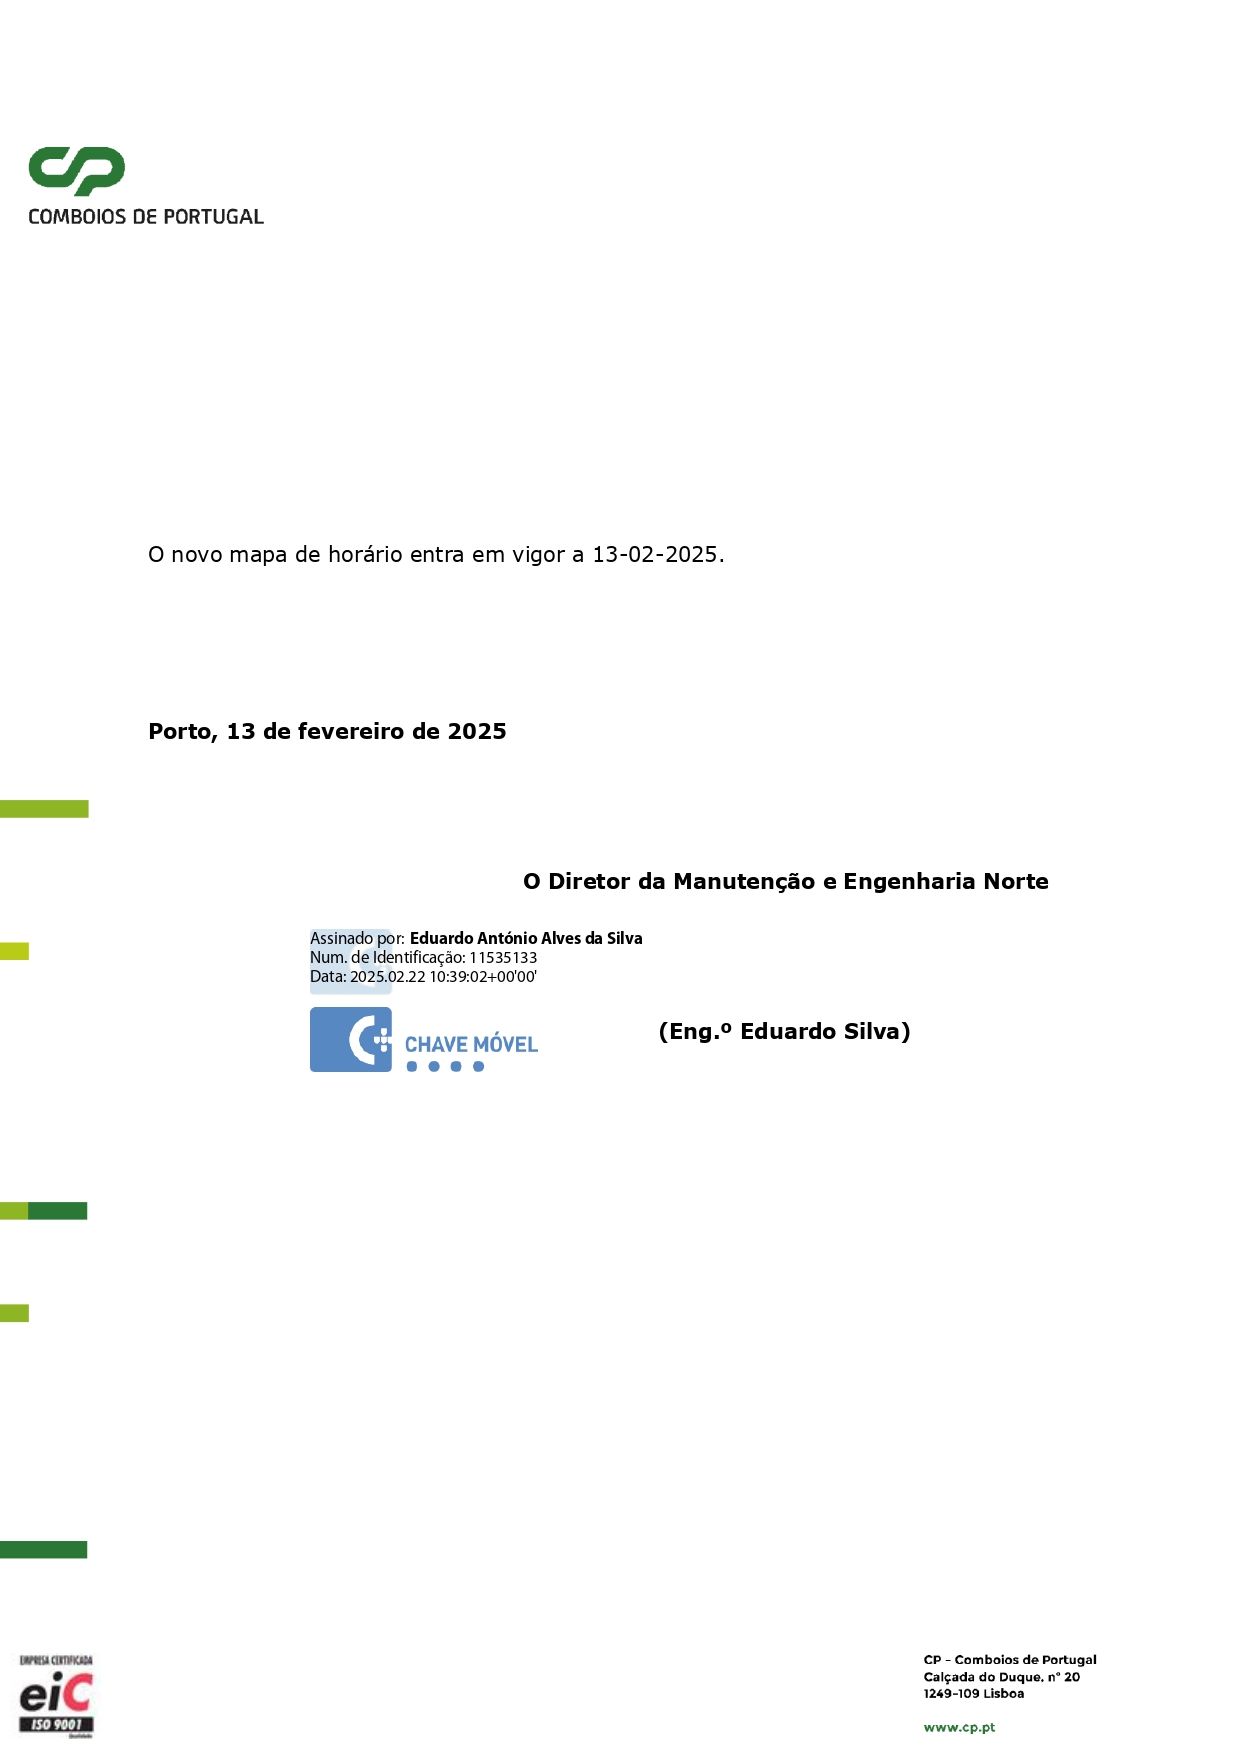 CP
COMBOIOS DE PORTUGAL
O novo mapa de horário entra em vigor a 13-02-2025.
Porto, 13 de fevereiro de 2025
O Diretor da Manutenção e Engenharia Norte
Assinado por: Eduardo António Alves da Silva
Num. de Identificação: 11535133
Data: 2025.02.22 10:39:02+00'00'
CHAVE MÓVEL
(Eng.º Eduardo Silva)
EMPRESA CERTIFICADA
eiC
ISO 9001
Qualidade
CP – Comboios de Portugal
Calçada do Duque, nº 20
1249-109 Lisboa
www.cp.pt